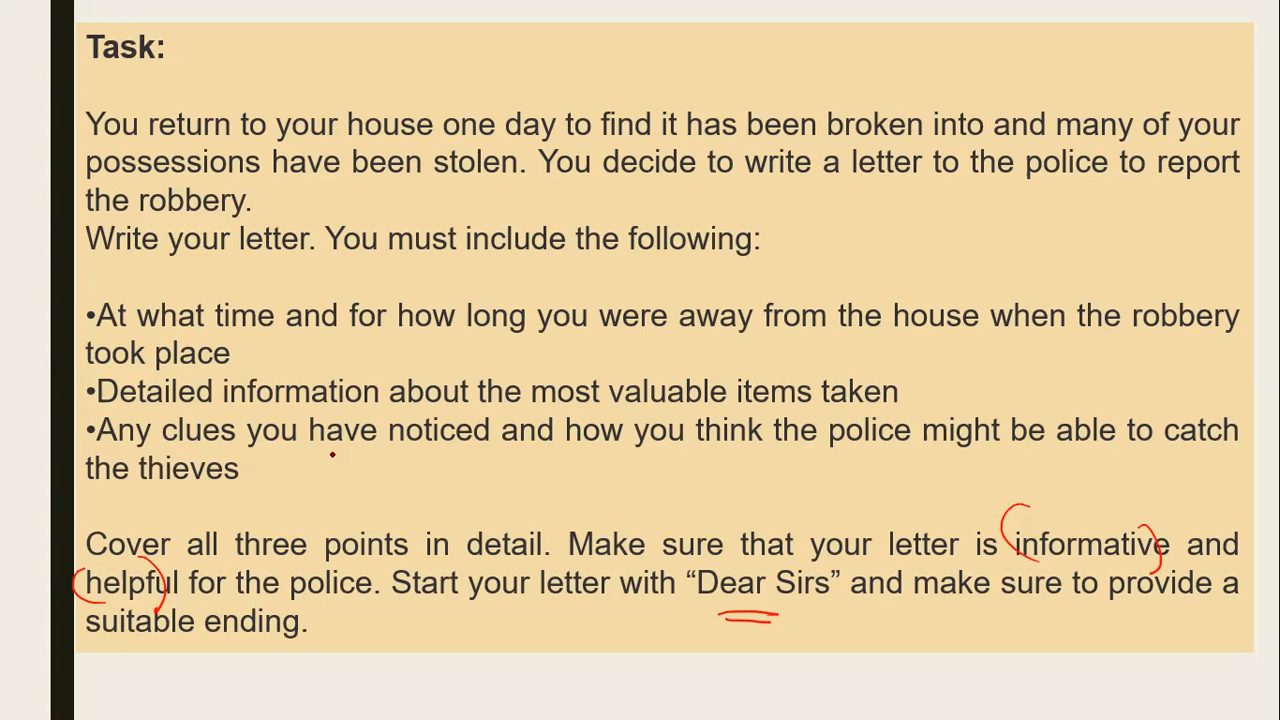 Task:
You return to your house one day to find it has been broken into and many of your
possessions have been stolen. You decide to write a letter to the police to report
the robbery.
Write your letter. You must include the following:
•At what time and for how long you were away from the house when the robbery
took place
•Detailed information about the most valuable items taken
•Any clues you have noticed and how you think the police might be able to catch
the thieves
Cover all three points in detail. Make sure that your letter is informative and
helpful for the police. Start your letter with “Dear Sirs” and make sure to provide a
suitable ending.